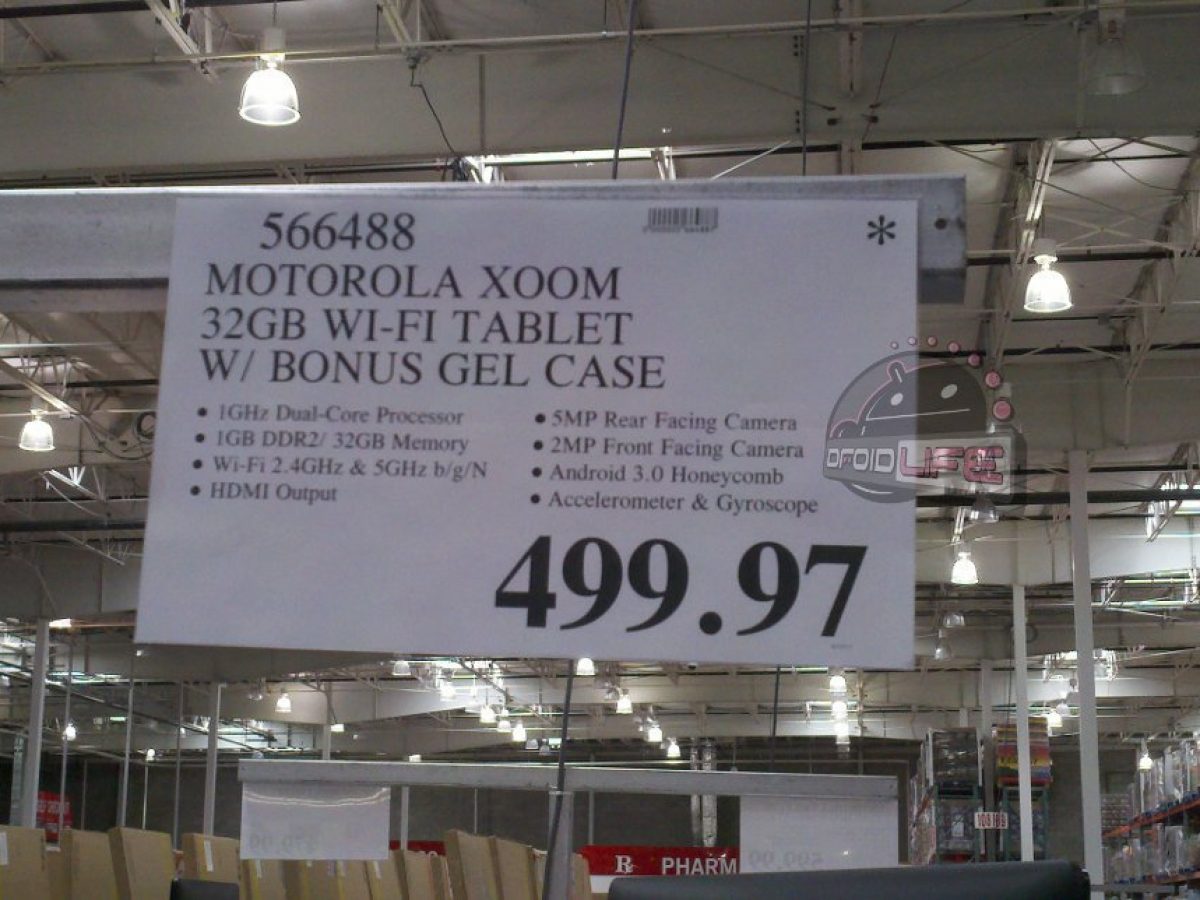 566488
*
MOTOROLA XOOM
32GB WI-FI TABLET
W/ BONUS GEL CASE
• 1GHz Dual-Core Processor
• 1GB DDR2/ 32GB Memory
• Wi-Fi 2.4GHz & 5GHz b/g/N
• HDMI Output
• 5MP Rear Facing Camera
• 2MP Front Facing Camera
• Android 3.0 Honeycomb
• Accelerometer & Gyroscope
499.97
DROID LIFE
PHARM